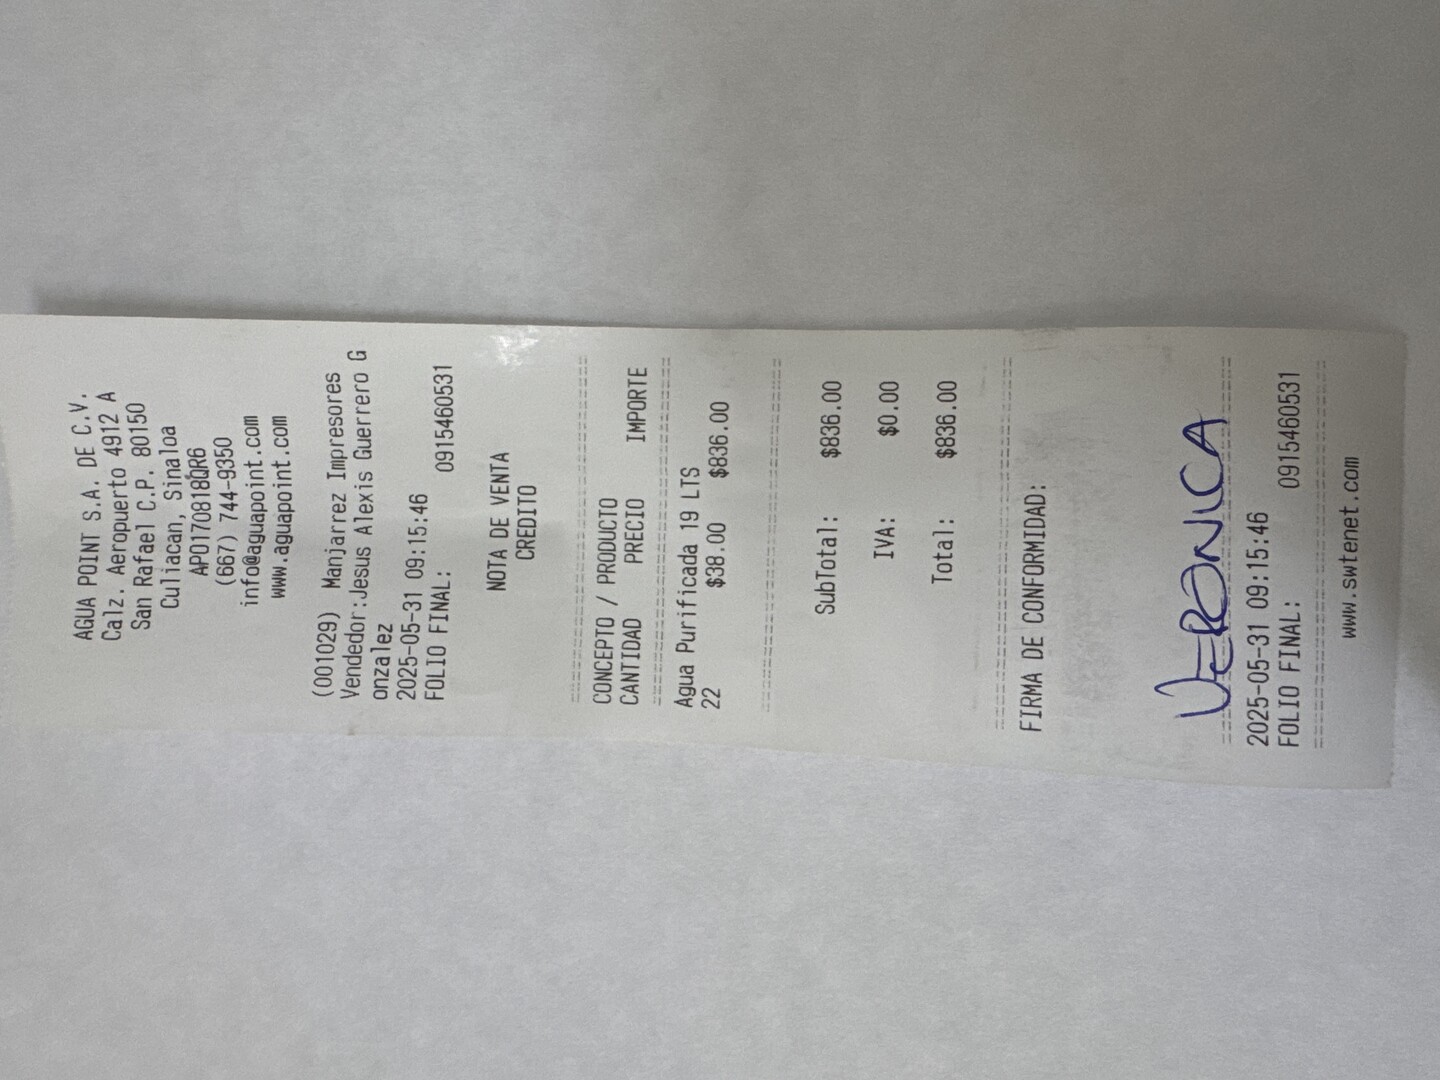 AGUA POINT S.A. DE C.V.
Calz. Aeropuerto 4912 A
San Rafael C.P. 80150
Culiacan, Sinaloa
APO170818QR6
(667) 744-9350
info@aguapoint.com
www.aguapoint.com
(001029) Manjarrez Impresores
Vendedor:Jesus Alexis Guerrero G
onzalez
2025-05-31 09:15:46
FOLIO FINAL: 0915460531
NOTA DE VENTA
CREDITO
CONCEPTO / PRODUCTO
CANTIDAD PRECIO IMPORTE
Agua Purificada 19 LTS
22 $38.00 $836.00
SubTotal: $836.00
IVA: $0.00
Total: $836.00
FIRMA DE CONFORMIDAD:
VERONICA
2025-05-31 09:15:46
FOLIO FINAL: 0915460531
www.swtenet.com